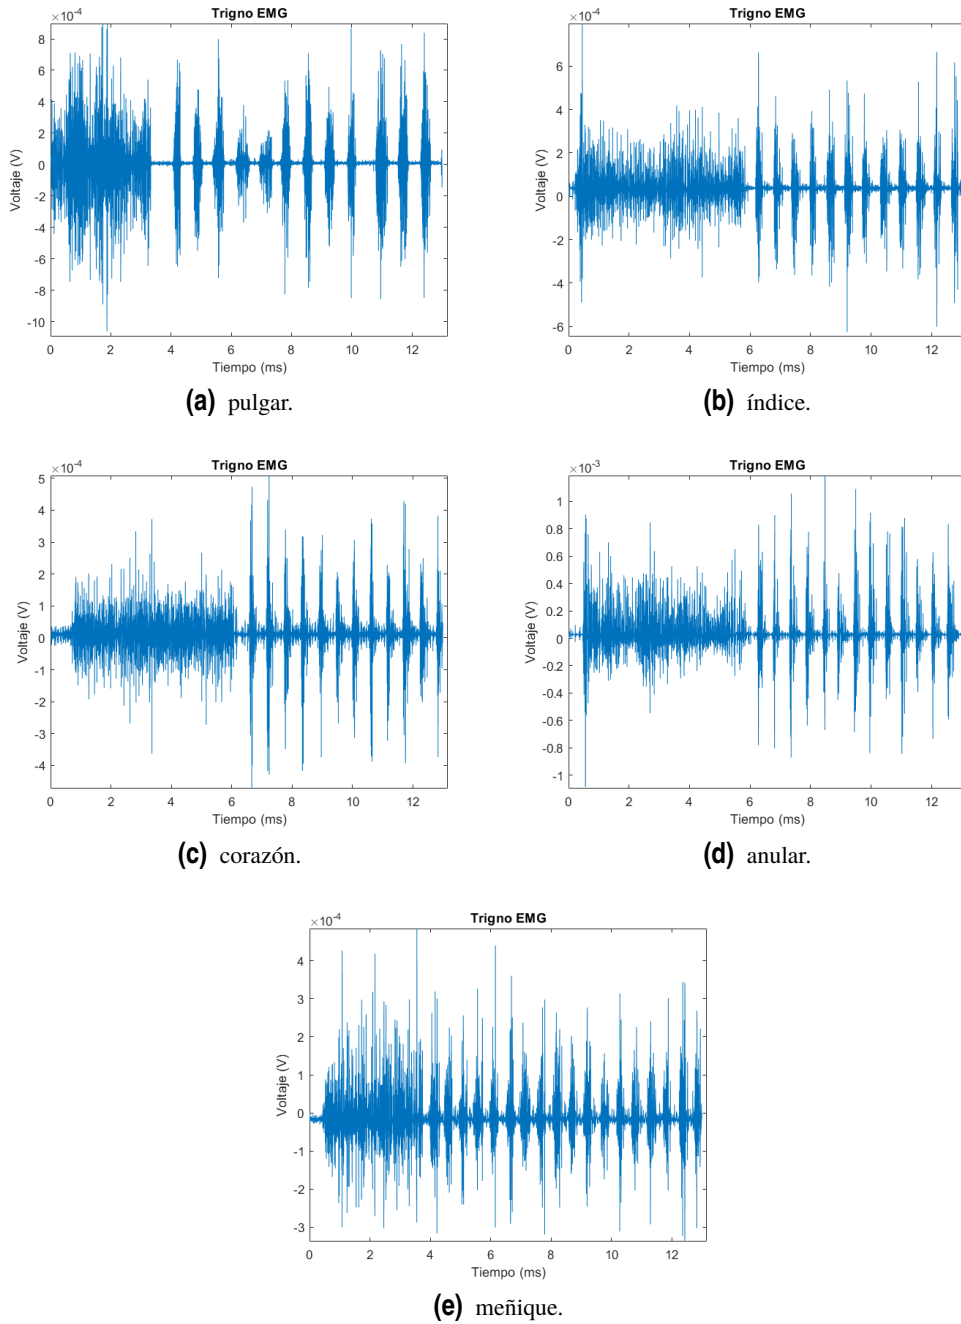 Trigno EMG
×10⁻⁴
8
6
4
2
0
-2
-4
-6
-8
-10
Voltaje (V)
0 2 4 6 8 10 12
Tiempo (ms)
(a) pulgar.
Trigno EMG
×10⁻⁴
6
4
2
0
-2
-4
-6
Voltaje (V)
0 2 4 6 8 10 12
Tiempo (ms)
(b) índice.
Trigno EMG
×10⁻⁴
5
4
3
2
1
0
-1
-2
-3
-4
Voltaje (V)
0 2 4 6 8 10 12
Tiempo (ms)
(c) corazón.
Trigno EMG
×10⁻³
1
0.8
0.6
0.4
0.2
0
-0.2
-0.4
-0.6
-0.8
-1
Voltaje (V)
0 2 4 6 8 10 12
Tiempo (ms)
(d) anular.
Trigno EMG
×10⁻⁴
4
3
2
1
0
-1
-2
-3
Voltaje (V)
0 2 4 6 8 10 12
Tiempo (ms)
(e) meñique.